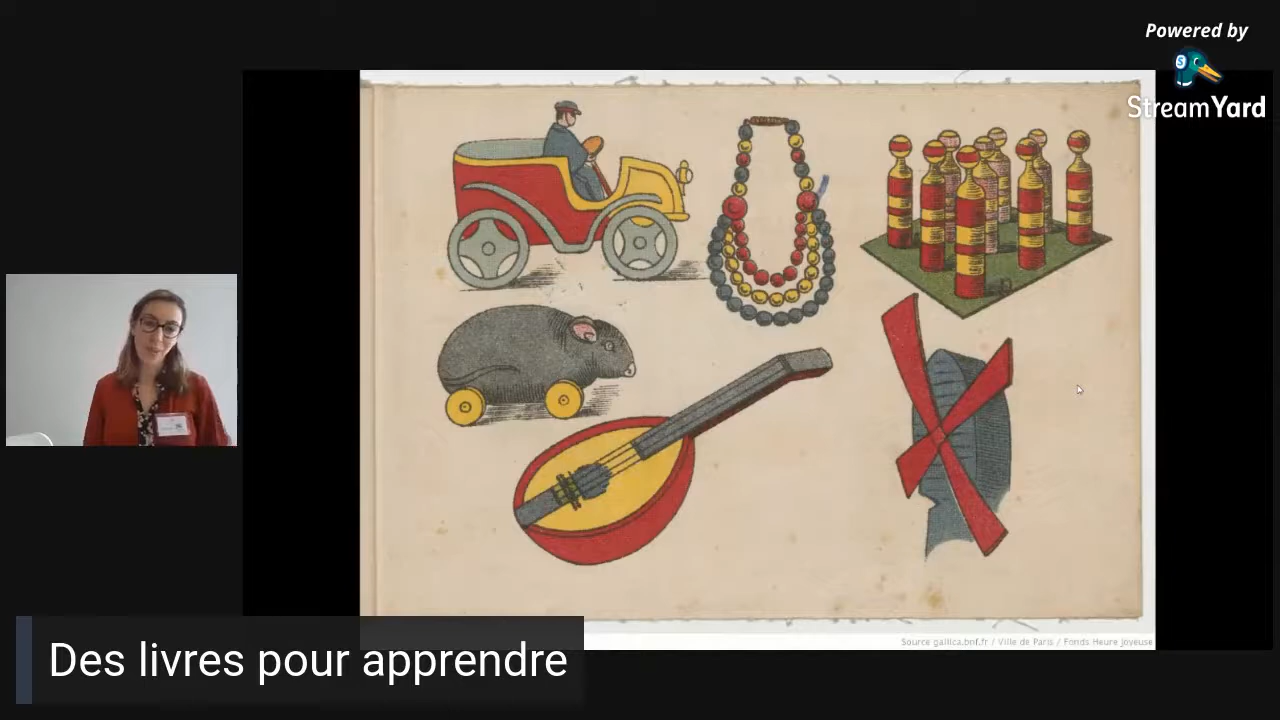 Powered by
StreamYard
Source gallica.bnf.fr / Ville de Paris / Fonds Heure Joyeuse
Des livres pour apprendre